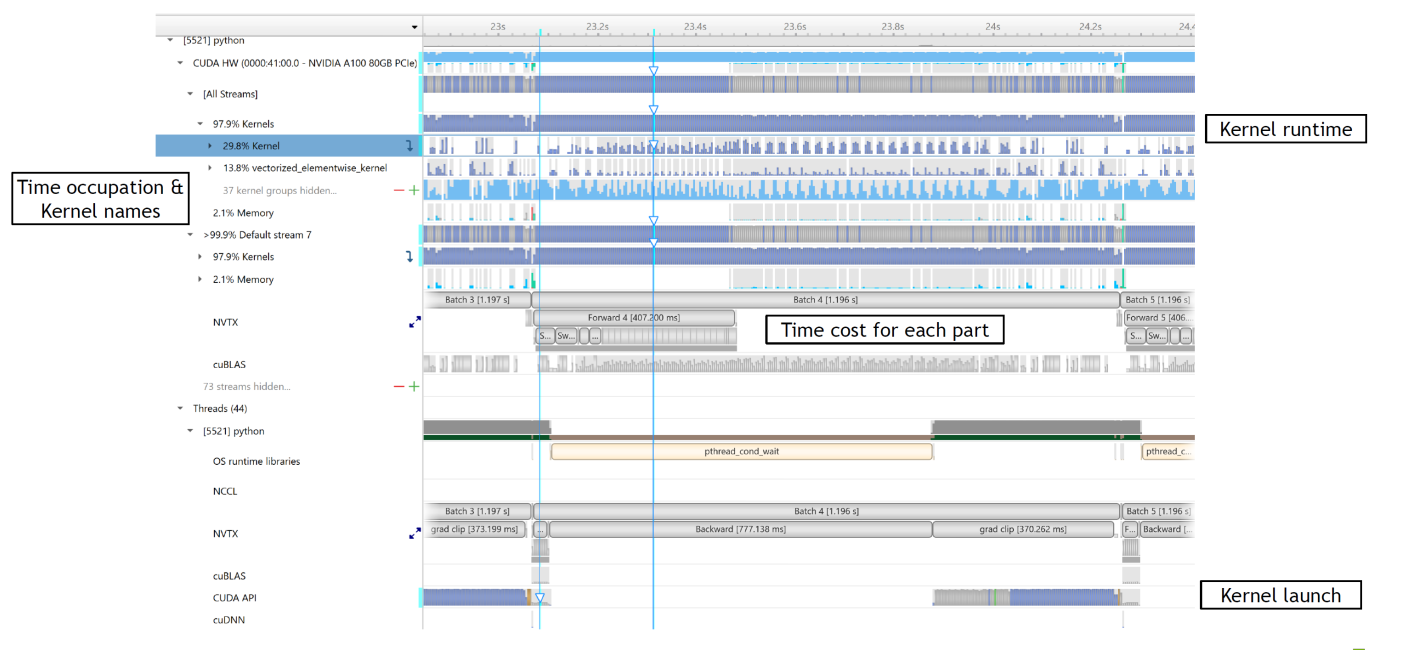 23s 23.2s 23.4s 23.6s 23.8s 24s 24.2s 24.4
[5521] python
CUDA HW (0000:41:00.0 - NVIDIA A100 80GB PCIe)
[All Streams]
97.9% Kernels
Kernel runtime
29.8% Kernel
13.8% vectorized_elementwise_kernel
Time occupation &
Kernel names
37 kernel groups hidden...
2.1% Memory
>99.9% Default stream 7
97.9% Kernels
2.1% Memory
Batch 3 [1.197 s] Batch 4 [1.196 s] Batch 5 [1.196 s]
NVTX
Forward 4 [407.200 ms] Forward 5 [406...
Time cost for each part
S... Sw... ... S... Sw... ...
cuBLAS
73 streams hidden...
Threads (44)
[5521] python
OS runtime libraries
pthread_cond_wait pthread_c...
NCCL
Batch 3 [1.197 s] Batch 4 [1.196 s] Batch 5 [1.196 s]
NVTX
grad clip [373.199 ms] ... Backward [777.138 ms] grad clip [370.262 ms] F... Backward [...
cuBLAS
CUDA API
Kernel launch
cuDNN